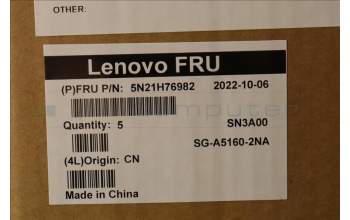 OTHER:
Lenovo FRU
(P)FRU P/N: 5N21H76982 2022-10-06
Quantity: 5 SN3A00
SG-A5160-2NA
(4L)Origin: CN
Made in China